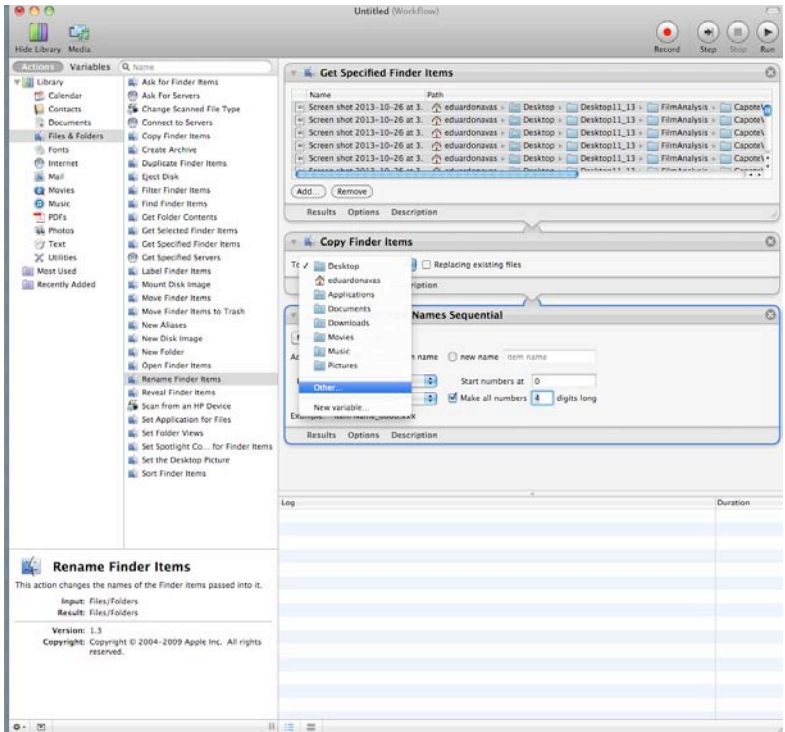 Untitled (Workflow)
Hide Library Media
Record Step Stop Run
Actions Variables
Name
Library
Calendar
Contacts
Documents
Files & Folders
Fonts
Internet
Mail
Movies
Music
PDFs
Photos
Text
Utilities
Most Used
Recently Added
Ask for Finder Items
Ask For Servers
Change Scanned File Type
Connect to Servers
Copy Finder Items
Create Archive
Duplicate Finder Items
Eject Disk
Filter Finder Items
Find Finder Items
Get Folder Contents
Get Selected Finder Items
Get Specified Finder Items
Get Specified Servers
Label Finder Items
Mount Disk Image
Move Finder Items
Move Finder Items to Trash
New Aliases
New Disk Image
New Folder
Open Finder Items
Rename Finder Items
Reveal Finder Items
Scan from an HP Device
Set Application for Files
Set Folder Views
Set Spotlight Co... for Finder Items
Set the Desktop Picture
Sort Finder Items
Get Specified Finder Items
Name Path
Screen shot 2013-10-26 at 3. eduardonavas Desktop Desktop11_13 FilmAnalysis Capote\
Screen shot 2013-10-26 at 3. eduardonavas Desktop Desktop11_13 FilmAnalysis Capote\
Screen shot 2013-10-26 at 3. eduardonavas Desktop Desktop11_13 FilmAnalysis Capote\
Screen shot 2013-10-26 at 3. eduardonavas Desktop Desktop11_13 FilmAnalysis Capote\
Screen shot 2013-10-26 at 3. eduardonavas Desktop Desktop11_13 FilmAnalysis Capote\
Add... Remove
Results Options Description
Copy Finder Items
Replacing existing files
Desktop
eduardonavas
Applications
Documents
Downloads
Movies
Music
Pictures
Other...
New variable...
Names Sequential
name new name item name
Start numbers at 0
Make all numbers 4 digits long
Results Options Description
Log Duration
Rename Finder Items
This action changes the names of the Finder items passed into it.
Input: Files/Folders
Result: Files/Folders
Version: 1.3
Copyright: Copyright © 2004-2009 Apple Inc. All rights
reserved.